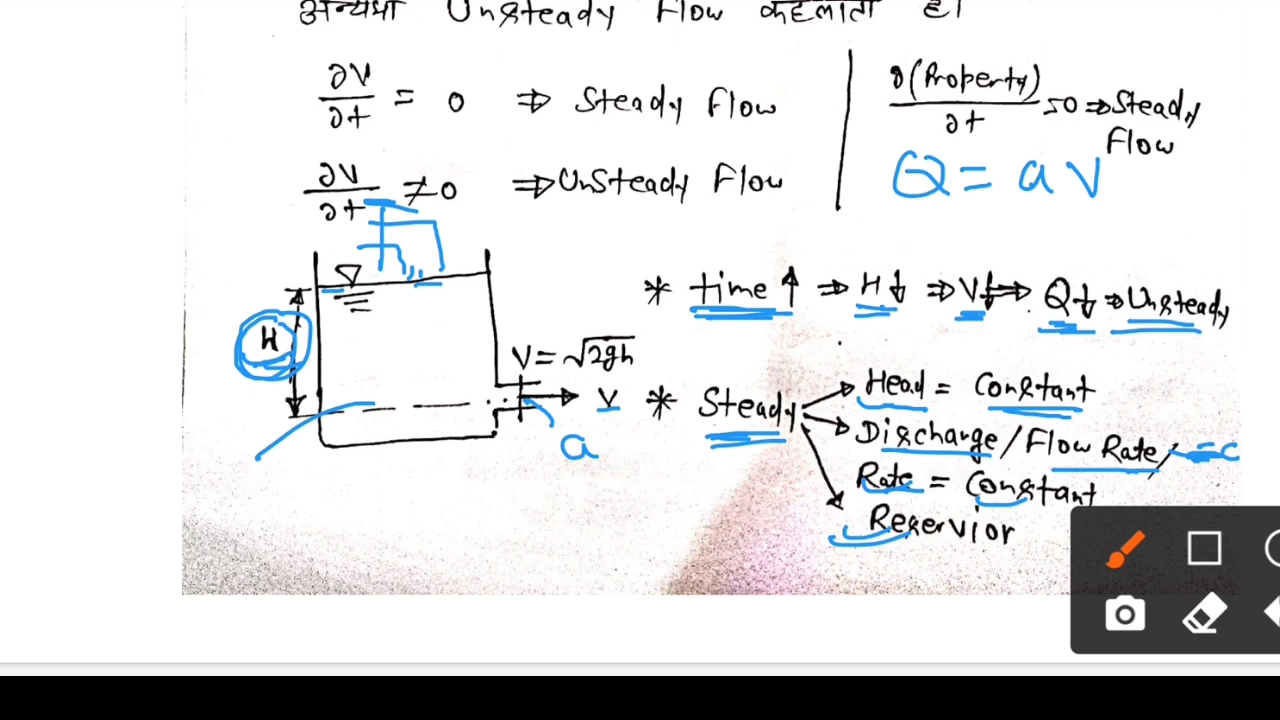 अन्यथा Unsteady Flow कहलाता है।
∂V/∂t = 0 ⇒ Steady Flow
∂(Property)/∂t =0 ⇒ Steady Flow
∂V/∂t ≠0 ⇒ UnSteady Flow
Q = a V
* time ↑ ⇒ H↓ ⇒ V↓ ⇒ Q↓ ⇒ Unsteady
H
V = √2gh
V
a
* Steady
Head = Constant
Discharge/Flow Rate/ = C
Rate = Constant
Reservior